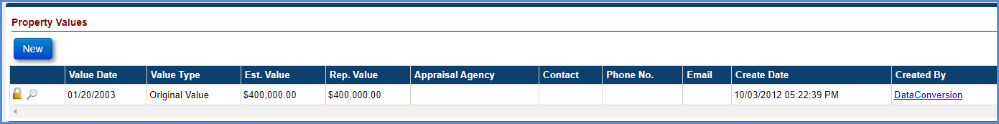 Property Values
New
Value Date Value Type Est. Value Rep. Value Appraisal Agency Contact Phone No. Email Create Date Created By
01/20/2003 Original Value $400,000.00 $400,000.00 10/03/2012 05:22:39 PM DataConversion